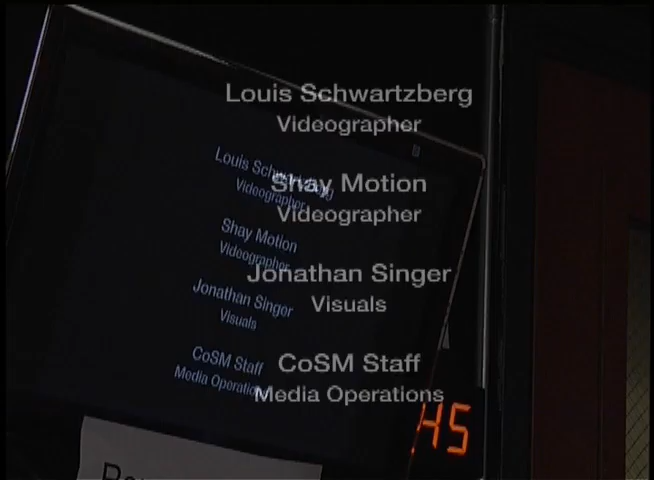 Louis Schwartzberg
Videographer
Shay Motion
Videographer
Jonathan Singer
Visuals
CoSM Staff
Media Operations
Louis Schwartzberg
Videographer
Shay Motion
Videographer
Jonathan Singer
Visuals
CoSM Staff
Media Operations
45